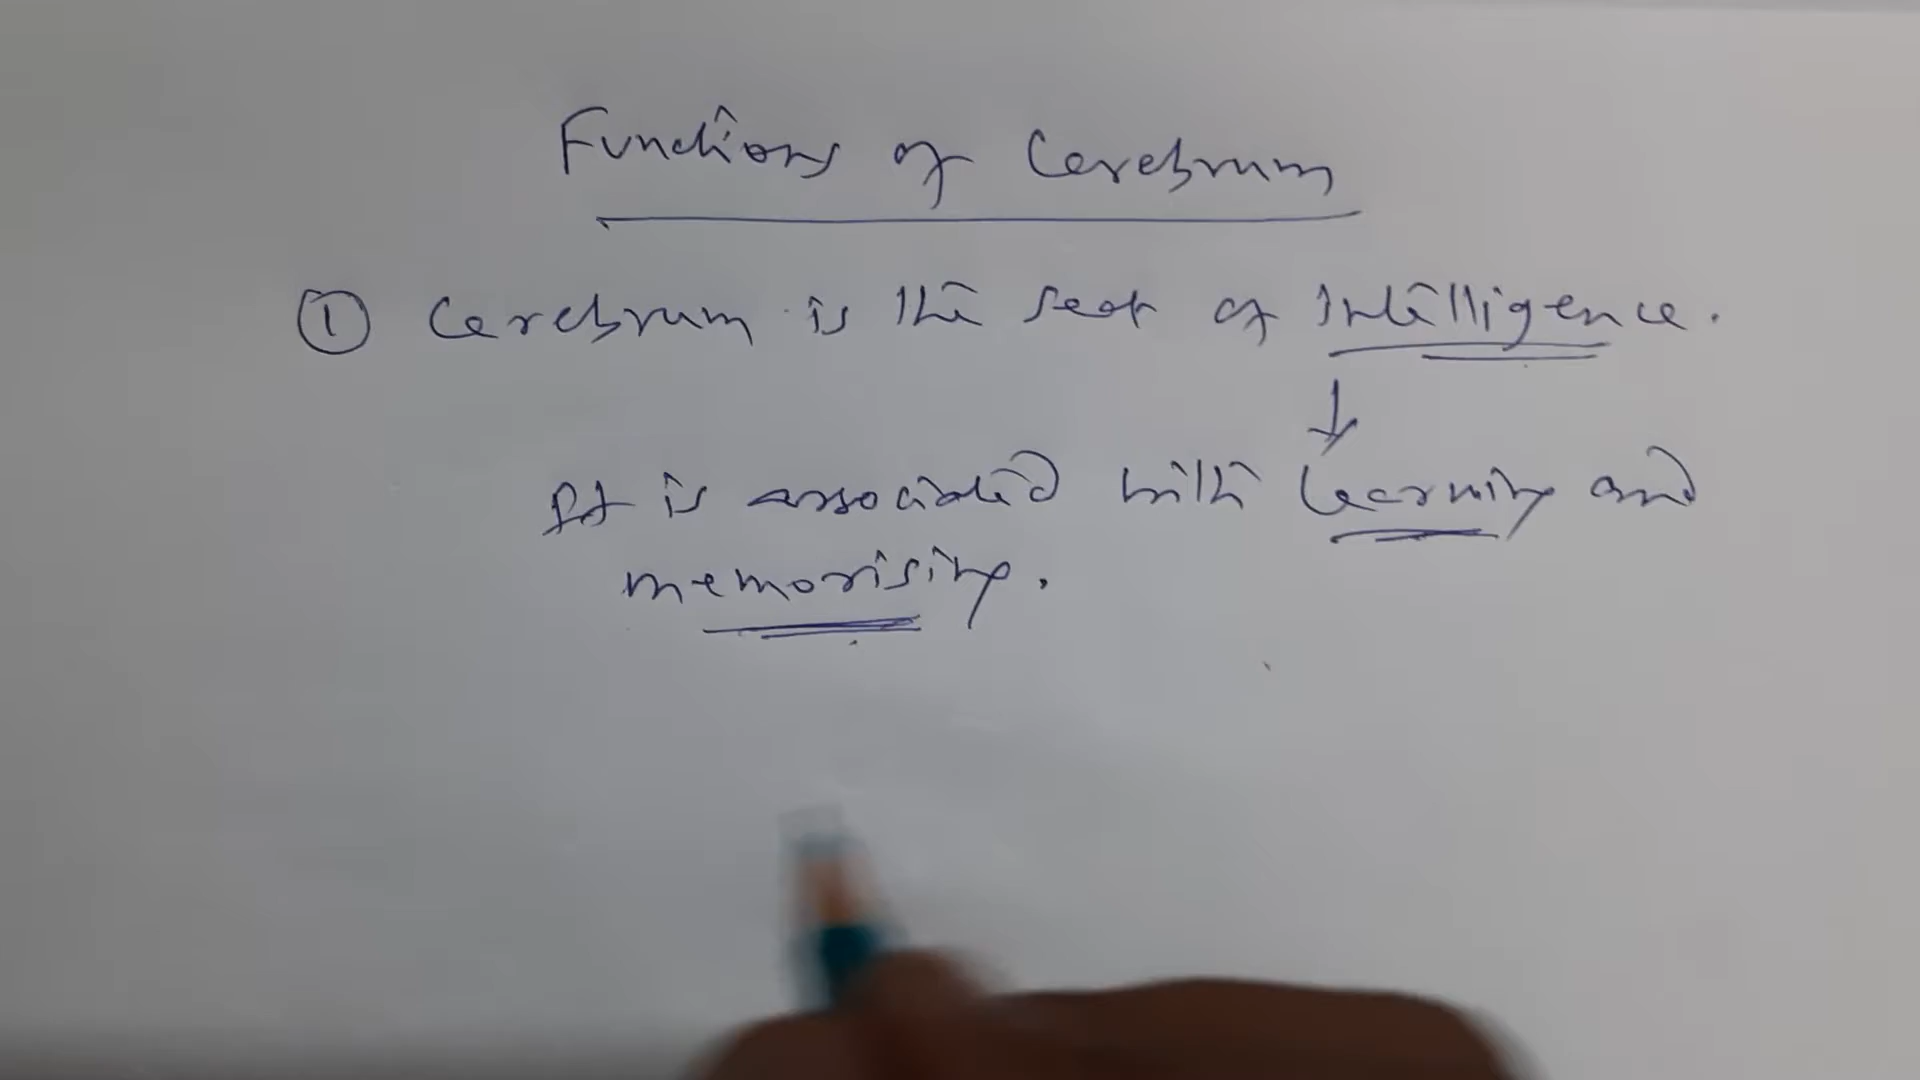 Functions of Cerebrum
① Cerebrum is the seat of Intelligence.
It is associated with learning and
memorising.